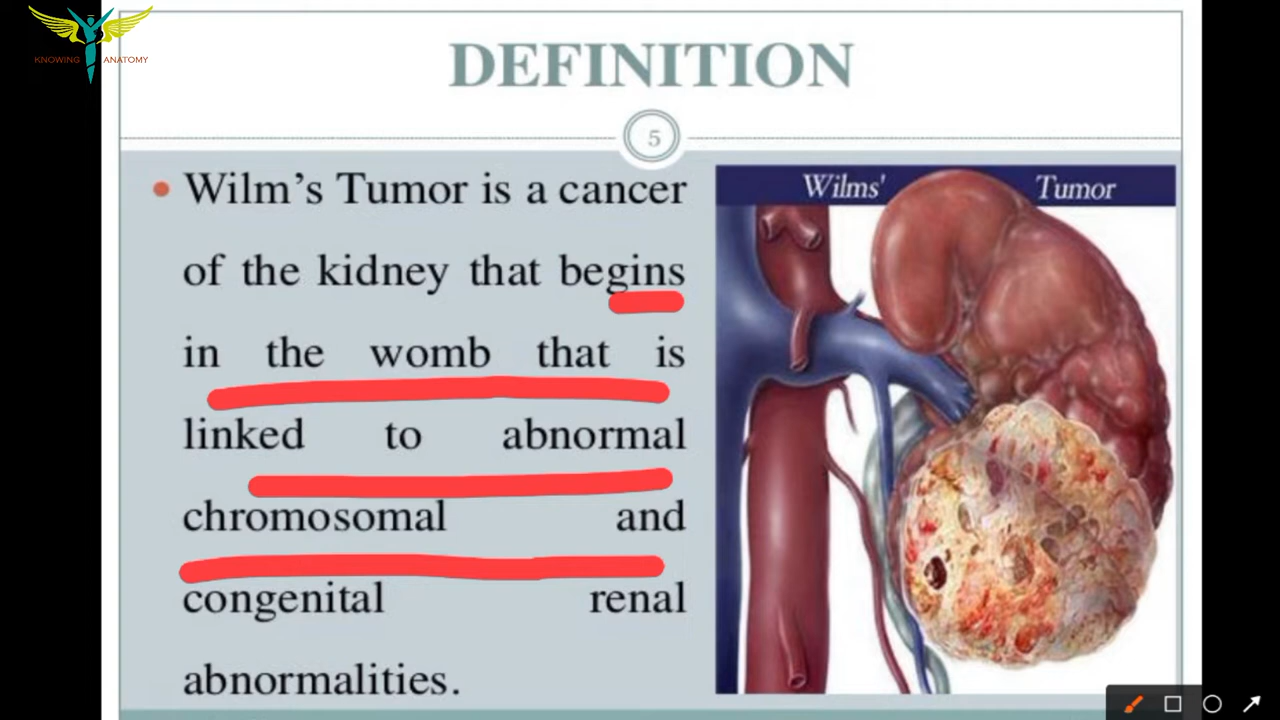 KNOWING ANATOMY
DEFINITION
5
• Wilm's Tumor is a cancer
of the kidney that begins
in the womb that is
linked to abnormal
chromosomal and
congenital renal
abnormalities.
Wilms' Tumor